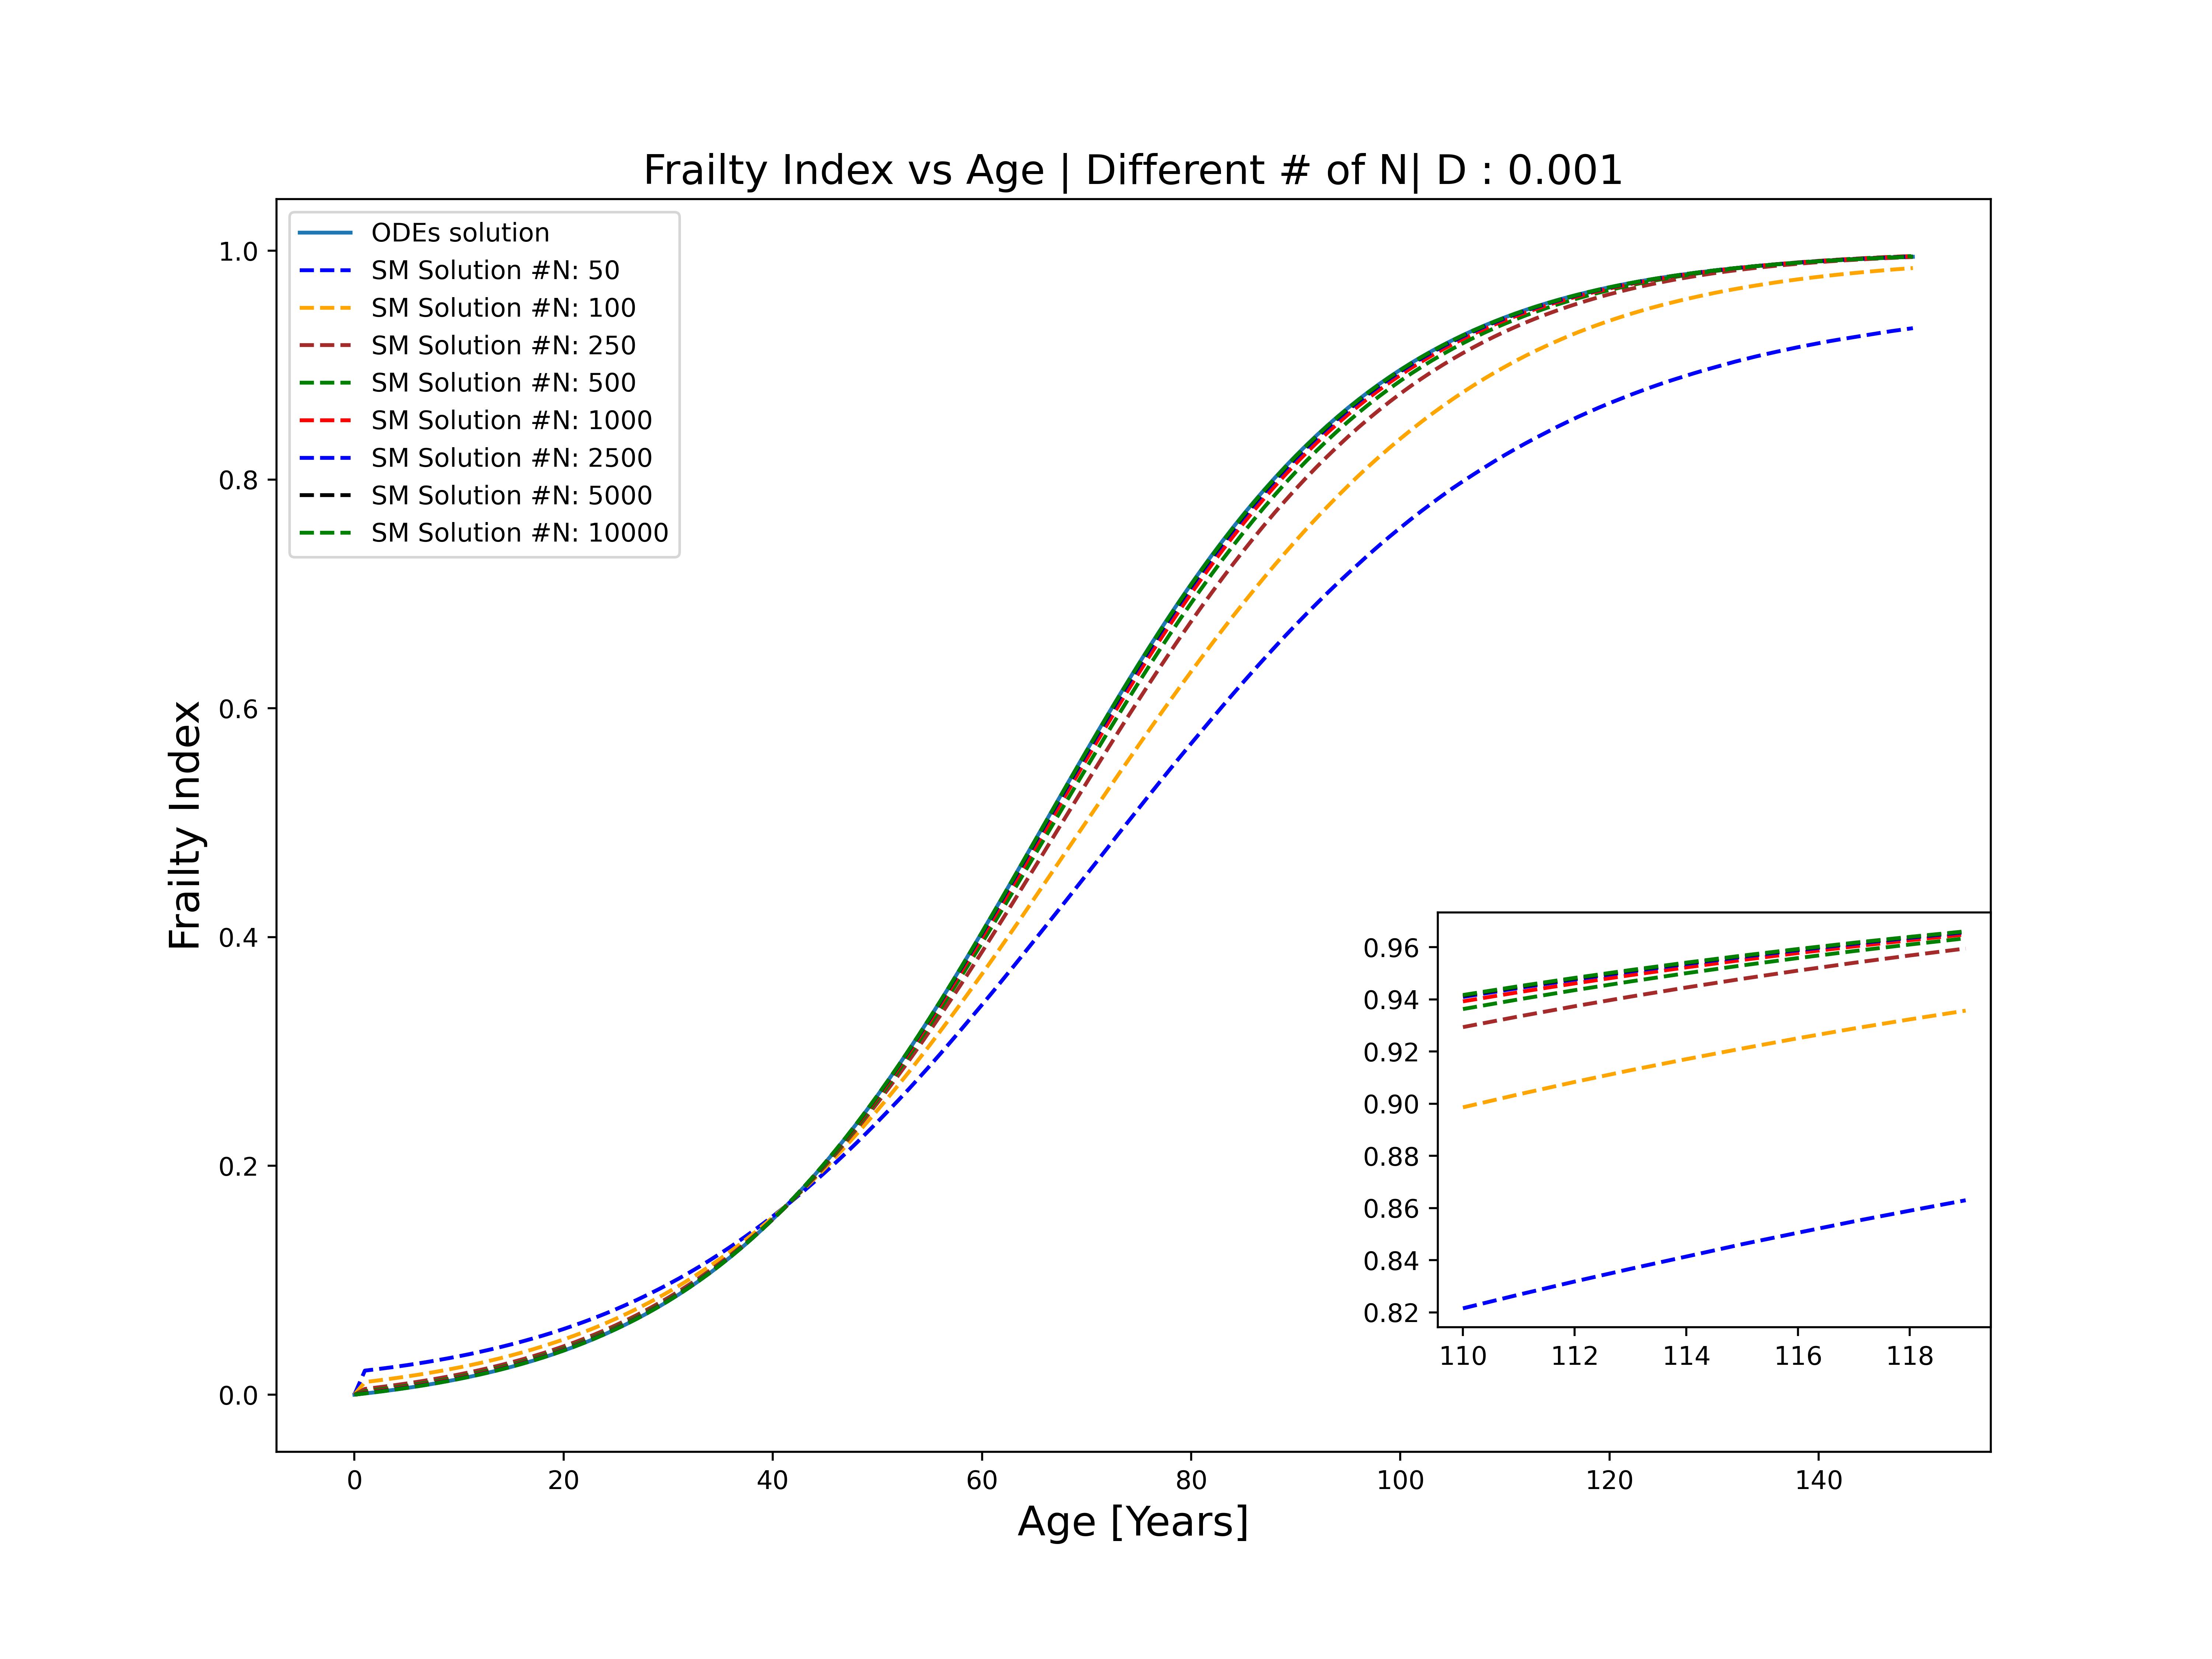 Frailty Index vs Age | Different # of N| D : 0.001
ODEs solution
SM Solution #N: 50
SM Solution #N: 100
SM Solution #N: 250
SM Solution #N: 500
SM Solution #N: 1000
SM Solution #N: 2500
SM Solution #N: 5000
SM Solution #N: 10000
Frailty Index
1.0
0.8
0.6
0.4
0.2
0.0
0.96
0.94
0.92
0.90
0.88
0.86
0.84
0.82
110 112 114 116 118
0 20 40 60 80 100 120 140
Age [Years]